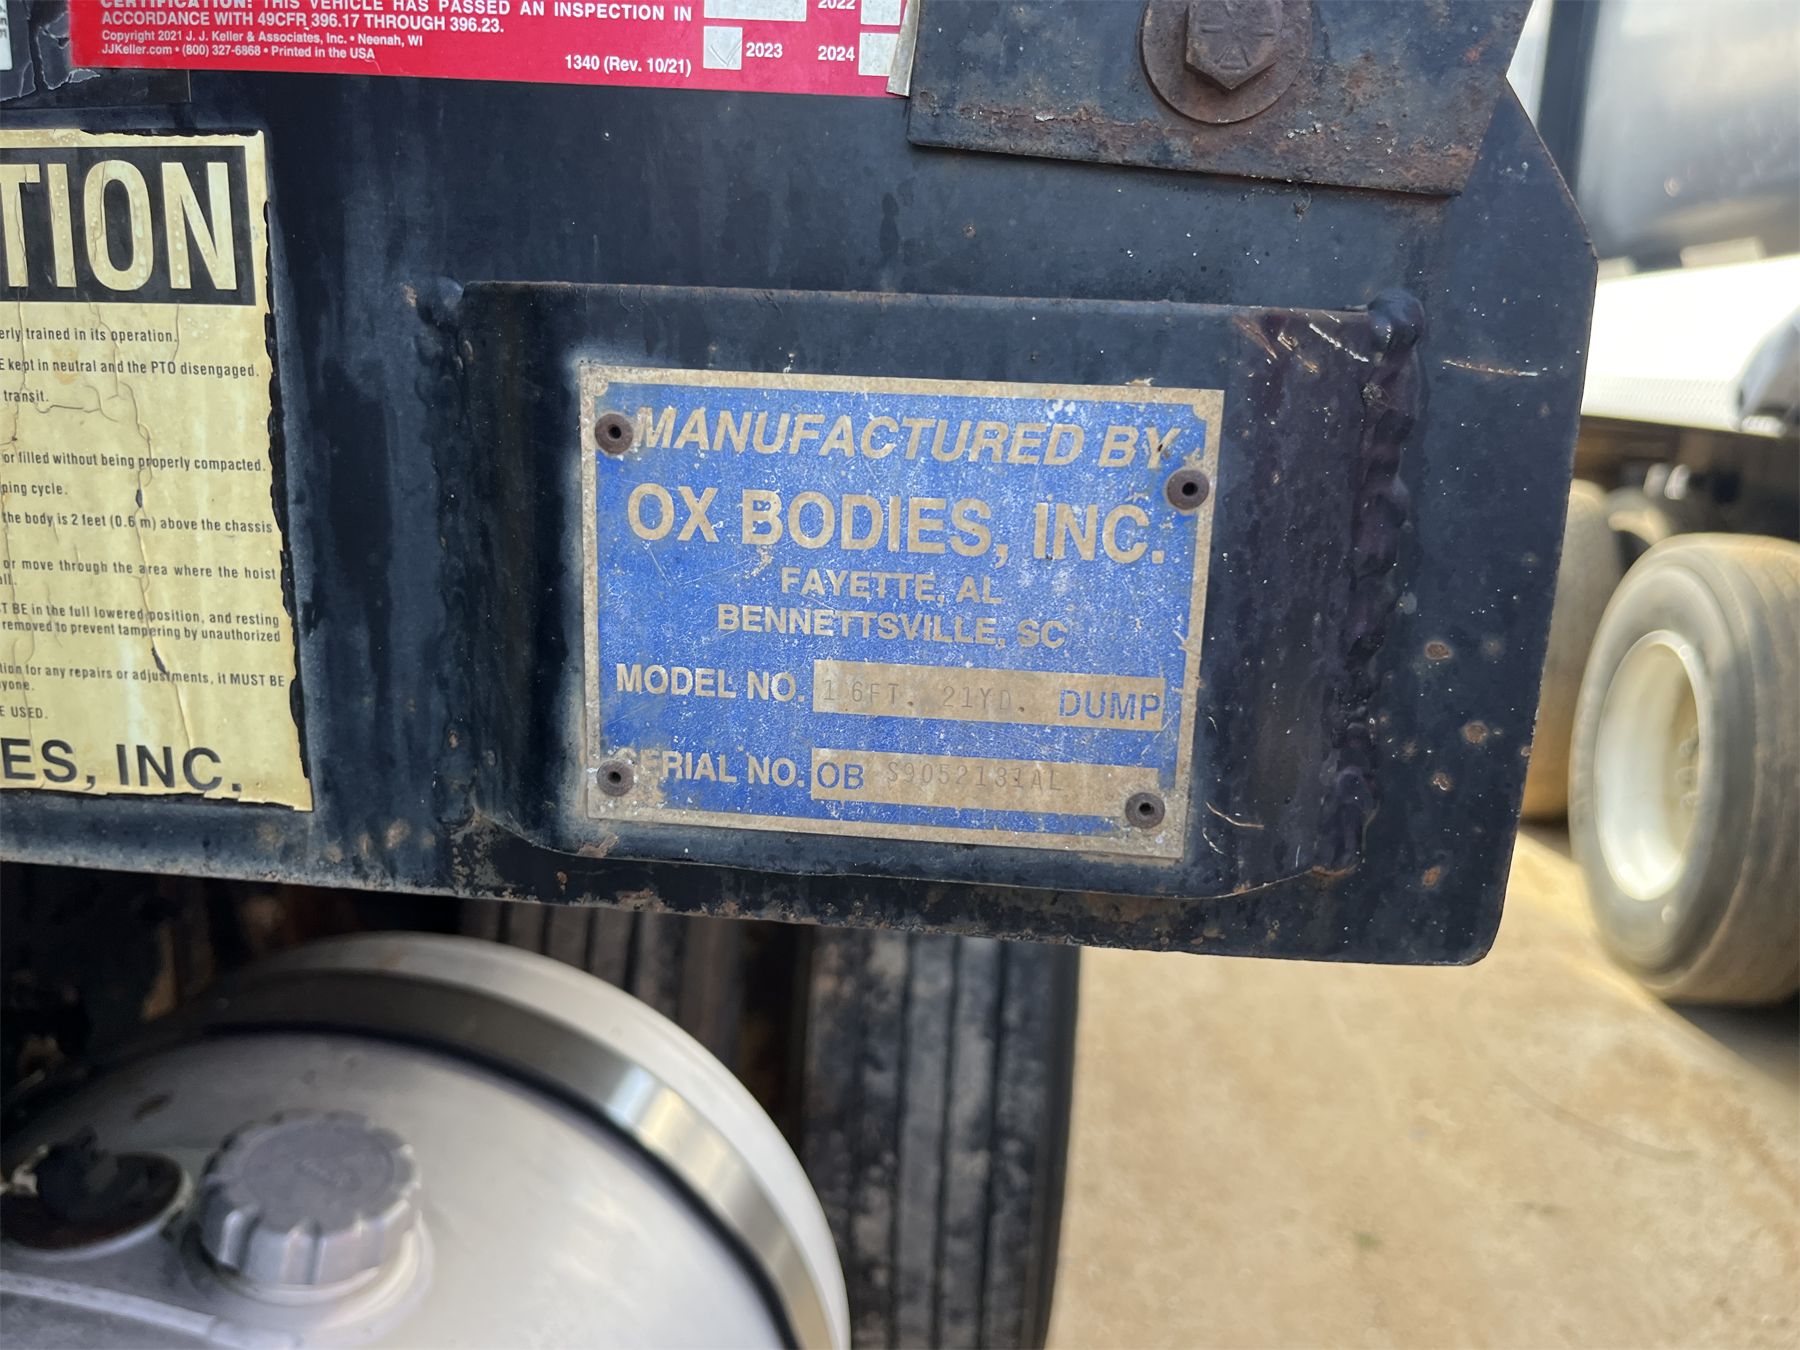 CERTIFICATION: THIS VEHICLE HAS PASSED AN INSPECTION IN
ACCORDANCE WITH 49CFR 396.17 THROUGH 396.23.
Copyright 2021 J. J. Keller & Associates, Inc. • Neenah, WI
JJKeller.com • (800) 327-6868 • Printed in the USA
1340 (Rev. 10/21)
2022
2023
2024
TION
erly trained in its operation.
E kept in neutral and the PTO disengaged.
transit.
or filled without being properly compacted.
ping cycle.
the body is 2 feet (0.6 m) above the chassis
or move through the area where the hoist
all.
T BE in the full lowered position, and resting
removed to prevent tampering by unauthorized
tion for any repairs or adjustments, it MUST BE
yone.
E USED.
ES, INC.
MANUFACTURED BY
OX BODIES, INC.
FAYETTE, AL
BENNETTSVILLE, SC
MODEL NO. 16FT. 21YD. DUMP
SERIAL NO. OB S9052131AL